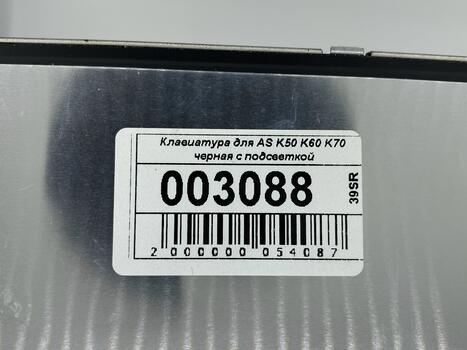 Клавиатура для AS K50 K60 K70
черная с подсветкой
003088
39SR
2 000000 054087